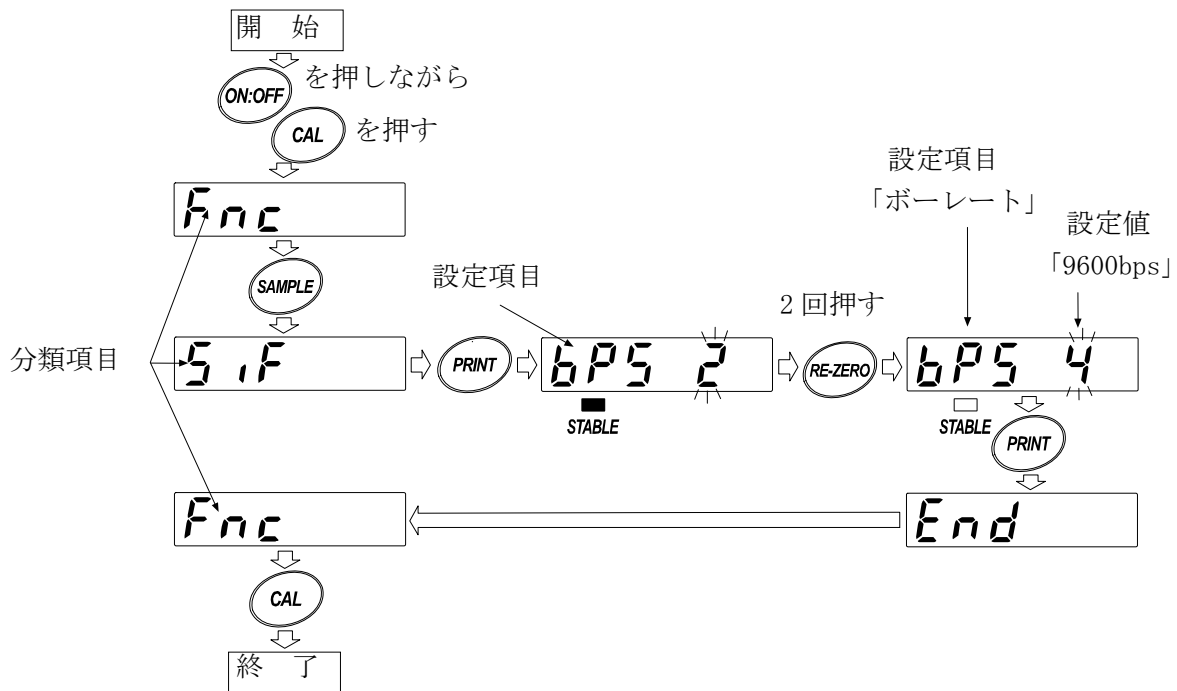 開　始
ON:OFF を押しながら
CAL を押す
Fnc
SAMPLE
分類項目
SiF
PRINT
設定項目
bPS 2
STABLE
2回押す
RE-ZERO
設定項目
「ボーレート」
設定値
「9600bps」
bPS 4
STABLE
PRINT
End
Fnc
CAL
終　了